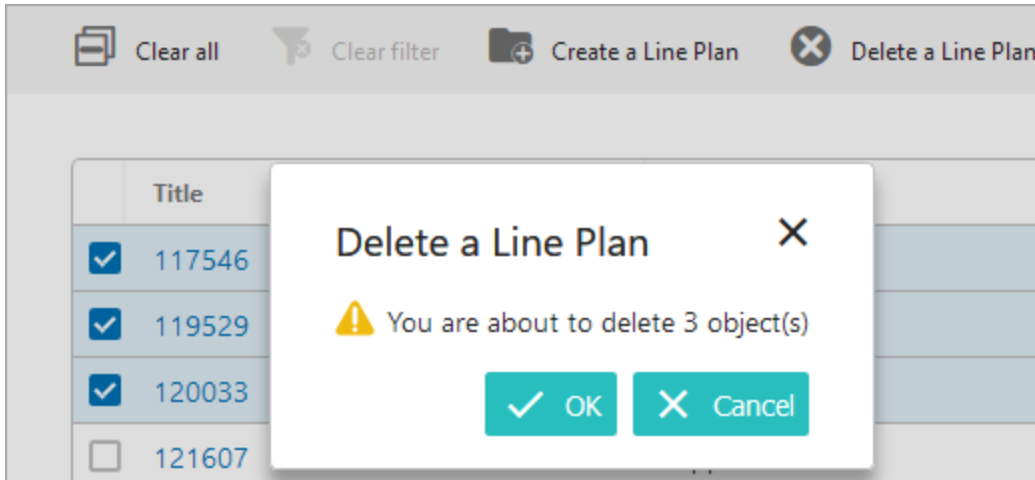 Clear all Clear filter Create a Line Plan Delete a Line Plan
Title
Delete a Line Plan
117546
119529
You are about to delete 3 object(s)
120033
OK Cancel
121607